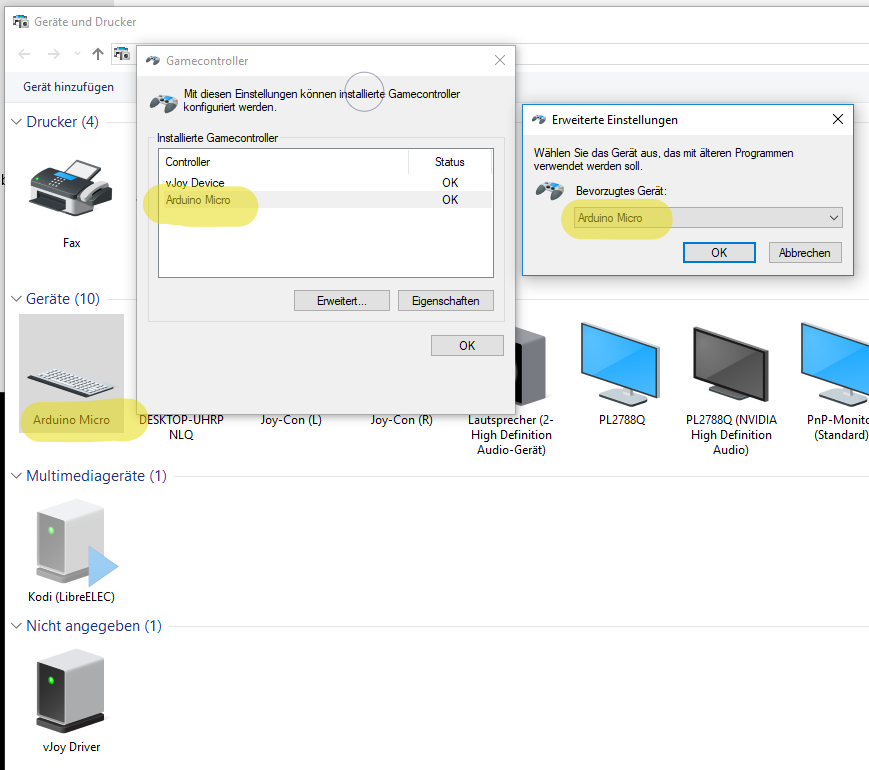 Geräte und Drucker
Gerät hinzufügen
Drucker (4)
Fax
Geräte (10)
Arduino Micro
DESKTOP-UHRP
NLQ
Joy-Con (L)
Joy-Con (R)
Lautsprecher (2-
High Definition
Audio-Gerät)
PL2788Q
PL2788Q (NVIDIA
High Definition
Audio)
PnP-Monito
(Standard)
Multimediageräte (1)
Kodi (LibreELEC)
Nicht angegeben (1)
vJoy Driver
Gamecontroller
Mit diesen Einstellungen können installierte Gamecontroller
konfiguriert werden.
Installierte Gamecontroller
Controller Status
vJoy Device OK
Arduino Micro OK
Erweitert... Eigenschaften
OK
Erweiterte Einstellungen
Wählen Sie das Gerät aus, das mit älteren Programmen
verwendet werden soll.
Bevorzugtes Gerät:
Arduino Micro
OK Abbrechen